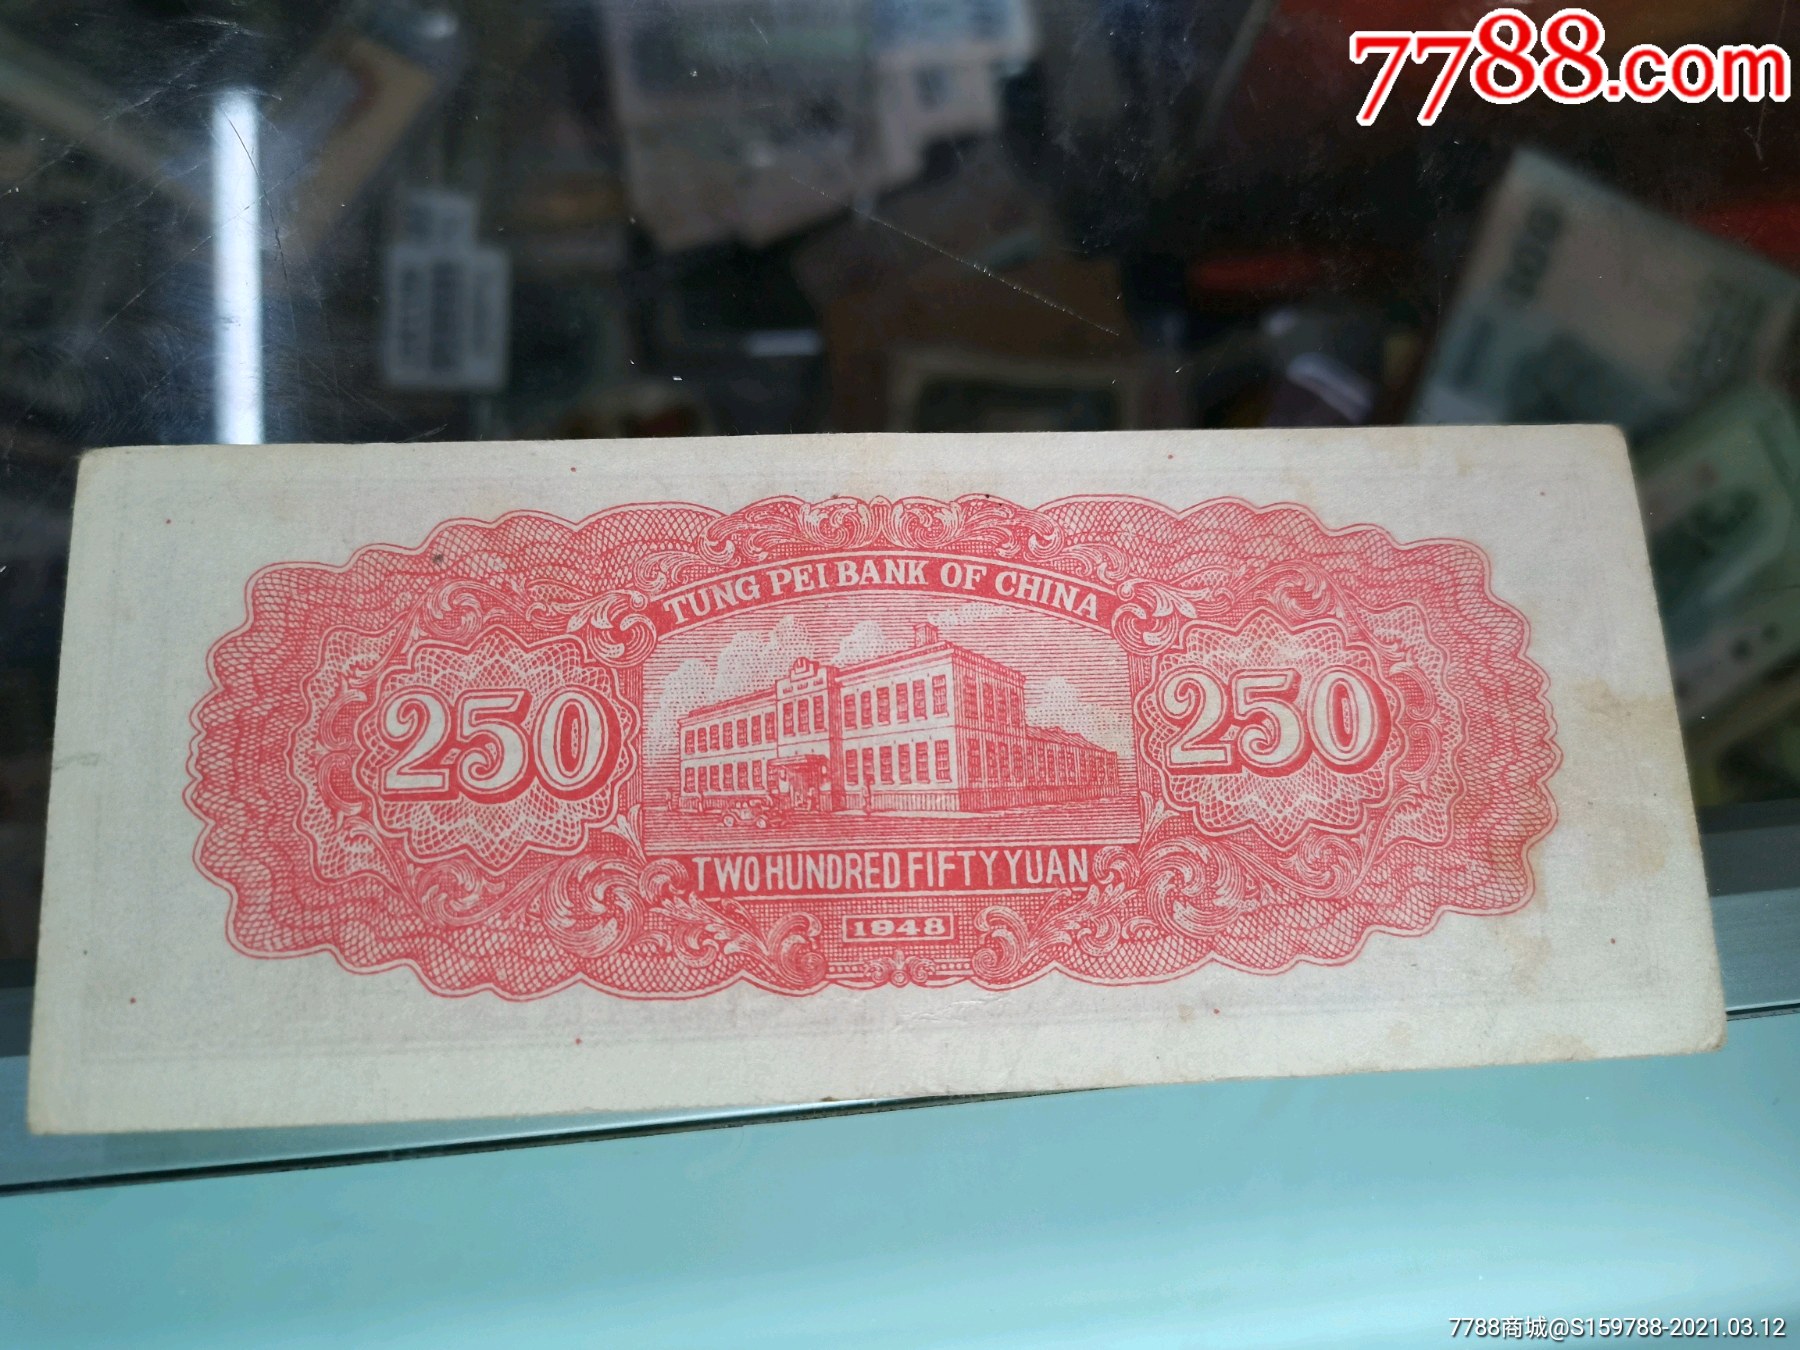 7788.com
TUNG PEI BANK OF CHINA
250
250
TWO HUNDRED FIFTY YUAN
1948
7788商城@S159788-2021.03.12